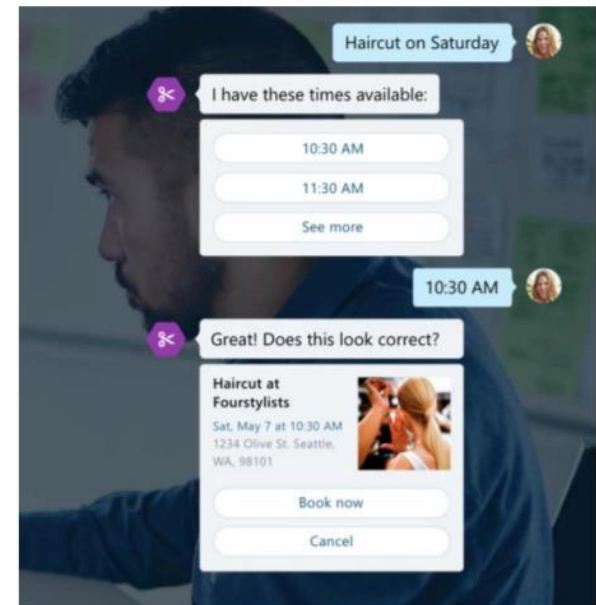 Haircut on Saturday
I have these times available:
10:30 AM
11:30 AM
See more
10:30 AM
Great! Does this look correct?
Haircut at
Fourstylists
Sat, May 7 at 10:30 AM
1234 Olive St. Seattle,
WA, 98101
Book now
Cancel